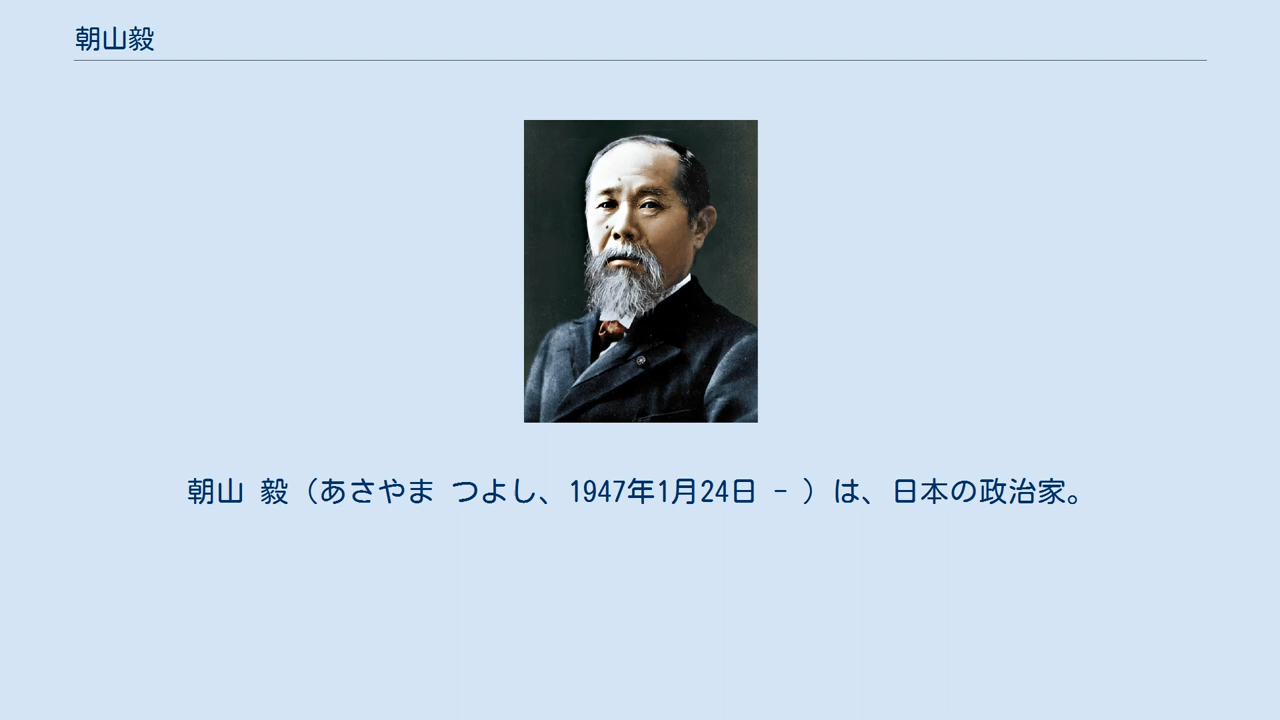 朝山毅
朝山 毅（あさやま つよし、1947年1月24日 - ）は、日本の政治家。